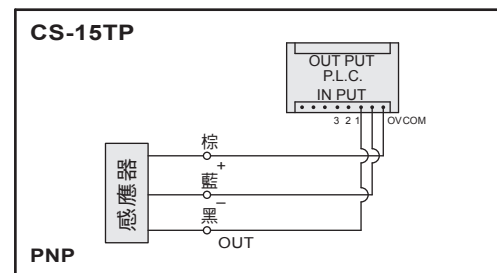 CS-15TP
OUT PUT
P.L.C.
IN PUT
3 2 1 OV COM
棕
+
感應器
藍
−
黑
OUT
PNP